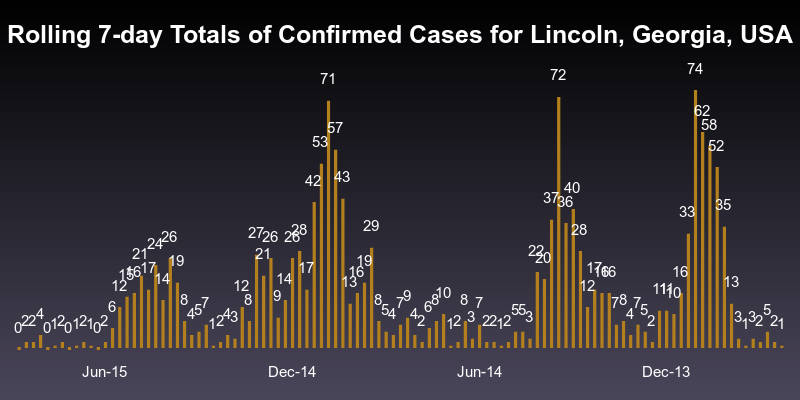 Rolling 7-day Totals of Confirmed Cases for Lincoln, Georgia, USA
0 2 2 4 0 1 2 0 1 2 1 0 2 6 12 15 16 21 17 24 14 26 19 8 4 5 7 1 2 4 3 12 8 27 21 26 9 14 26 28 17 42 53 71 57 43 13 16 19 29 8 5 4 7 9 4 2 6 8 10 1 2 8 3 7 2 2 1 2 5 5 3 22 20 37 72 36 40 28 12 17 16 16 7 8 4 7 5 2 11 11 10 16 33 74 62 58 52 35 13 3 1 3 2 5 2 1
Jun-15 Dec-14 Jun-14 Dec-13